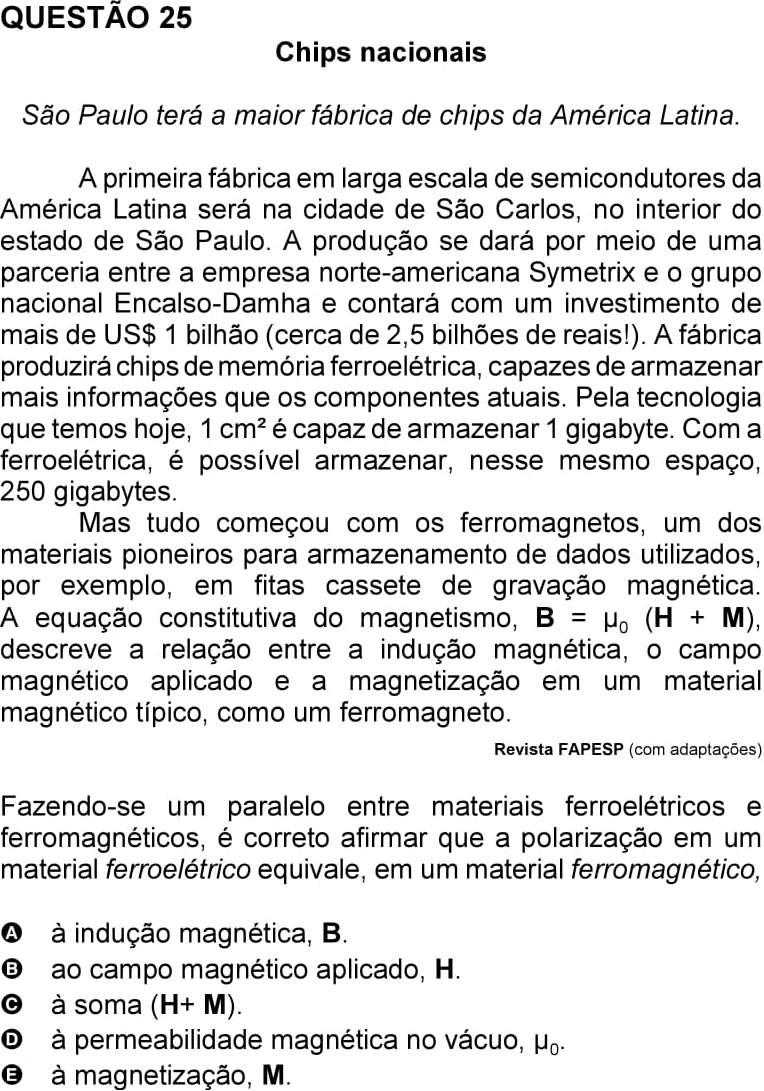 QUESTÃO 25
Chips nacionais
São Paulo terá a maior fábrica de chips da América Latina.
A primeira fábrica em larga escala de semicondutores da
América Latina será na cidade de São Carlos, no interior do
estado de São Paulo. A produção se dará por meio de uma
parceria entre a empresa norte-americana Symetrix e o grupo
nacional Encalso-Damha e contará com um investimento de
mais de US$ 1 bilhão (cerca de 2,5 bilhões de reais!). A fábrica
produzirá chips de memória ferroelétrica, capazes de armazenar
mais informações que os componentes atuais. Pela tecnologia
que temos hoje, 1 cm² é capaz de armazenar 1 gigabyte. Com a
ferroelétrica, é possível armazenar, nesse mesmo espaço,
250 gigabytes.
Mas tudo começou com os ferromagnetos, um dos
materiais pioneiros para armazenamento de dados utilizados,
por exemplo, em fitas cassete de gravação magnética.
A equação constitutiva do magnetismo, B = μ₀ (H + M),
descreve a relação entre a indução magnética, o campo
magnético aplicado e a magnetização em um material
magnético típico, como um ferromagneto.
Revista FAPESP (com adaptações)
Fazendo-se um paralelo entre materiais ferroelétricos e
ferromagnéticos, é correto afirmar que a polarização em um
material ferroelétrico equivale, em um material ferromagnético,
A à indução magnética, B.
B ao campo magnético aplicado, H.
C à soma (H+ M).
D à permeabilidade magnética no vácuo, μ₀.
E à magnetização, M.